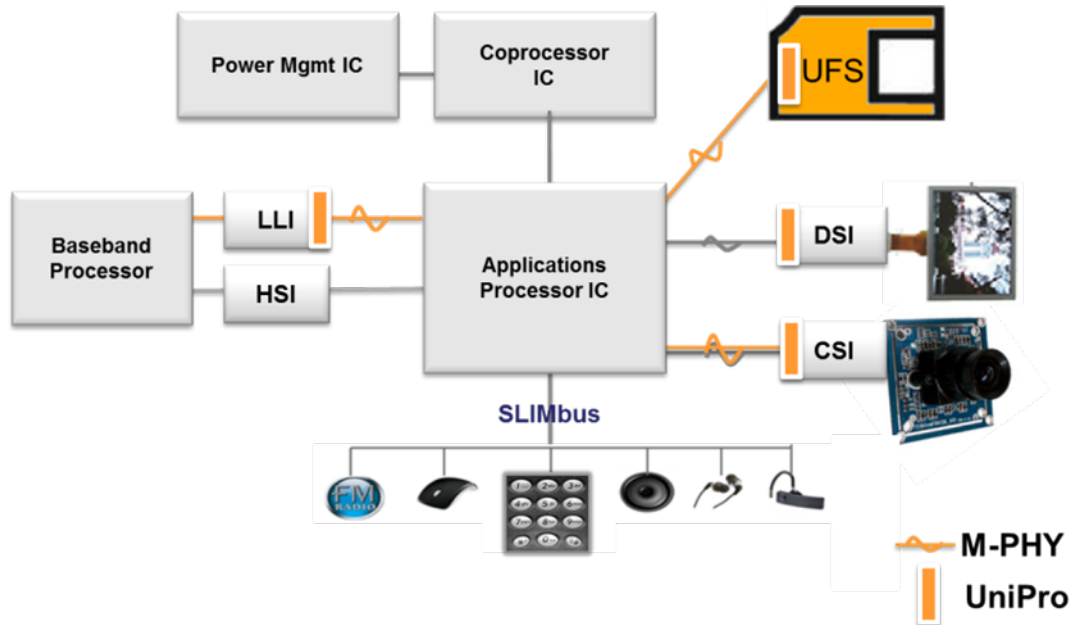 Power Mgmt IC
Coprocessor
IC
UFS
Baseband
Processor
LLI
HSI
Applications
Processor IC
DSI
CSI
SLIMbus
FM
RADIO
M-PHY
UniPro